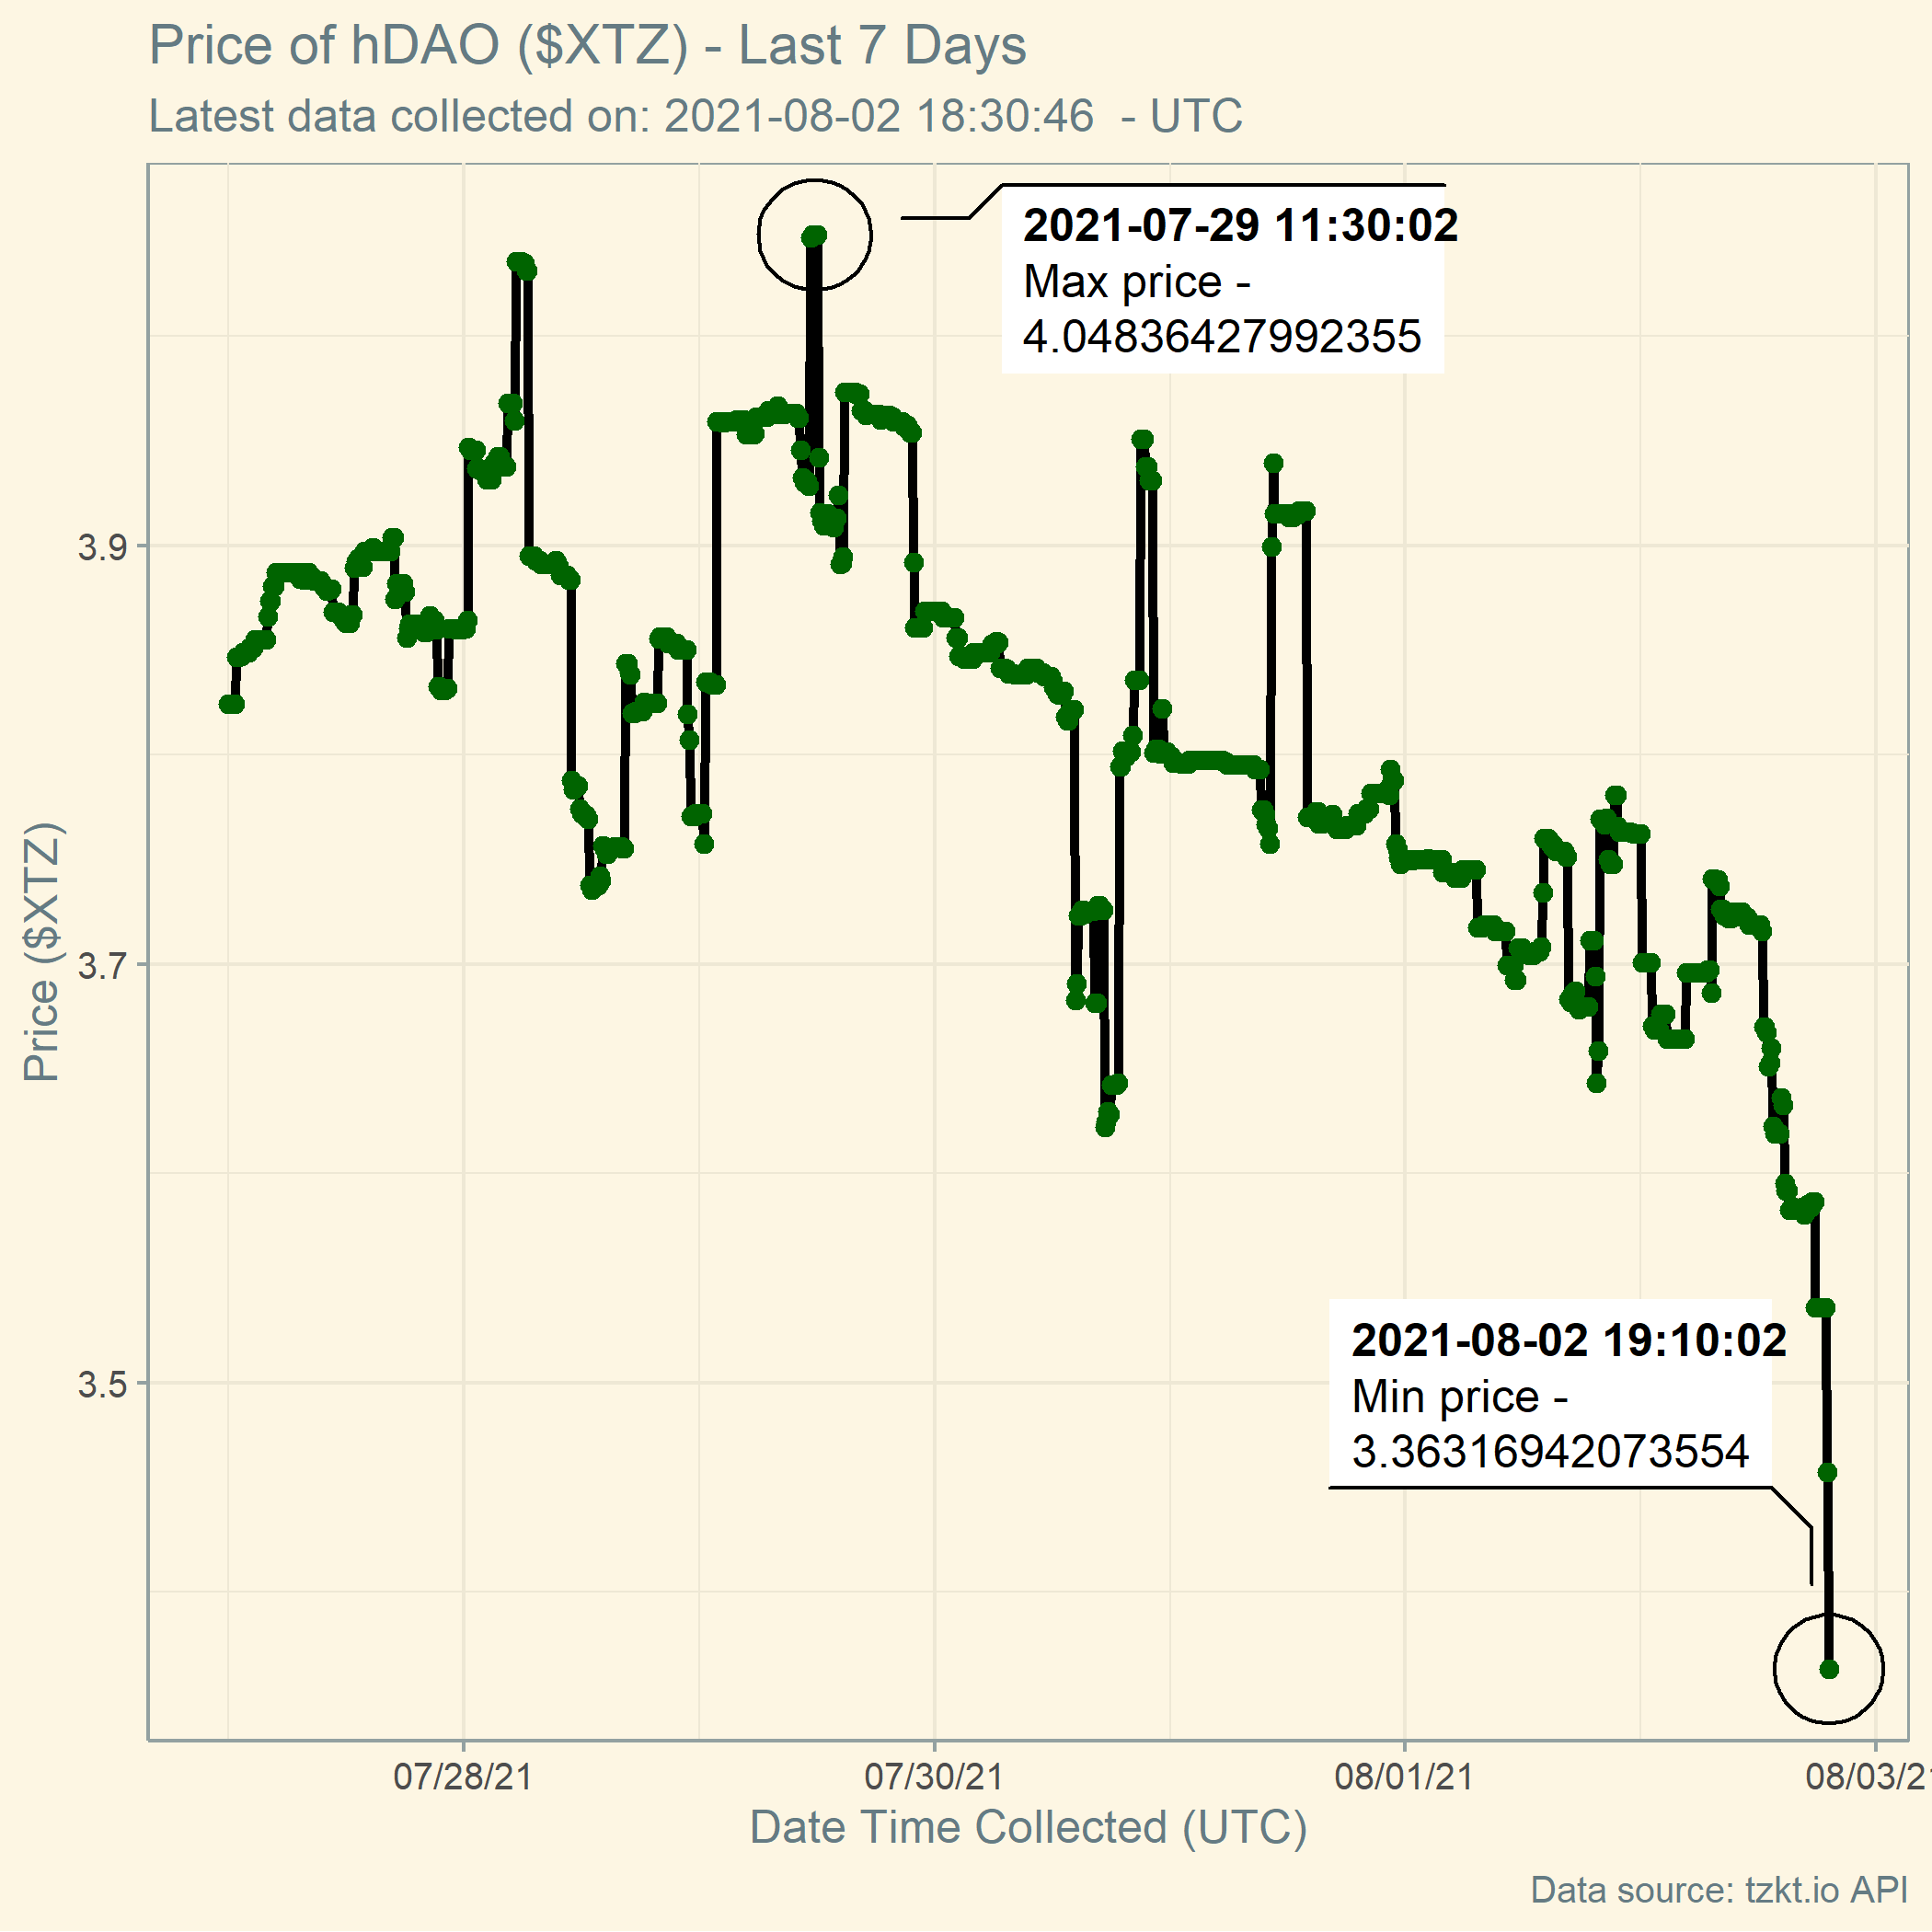 Price of hDAO ($XTZ) - Last 7 Days
Latest data collected on: 2021-08-02 18:30:46  - UTC
2021-07-29 11:30:02
Max price -
4.04836427992355
3.9
3.7
3.5
Price ($XTZ)
2021-08-02 19:10:02
Min price -
3.36316942073554
07/28/21
07/30/21
08/01/21
08/03/21
Date Time Collected (UTC)
Data source: tzkt.io API